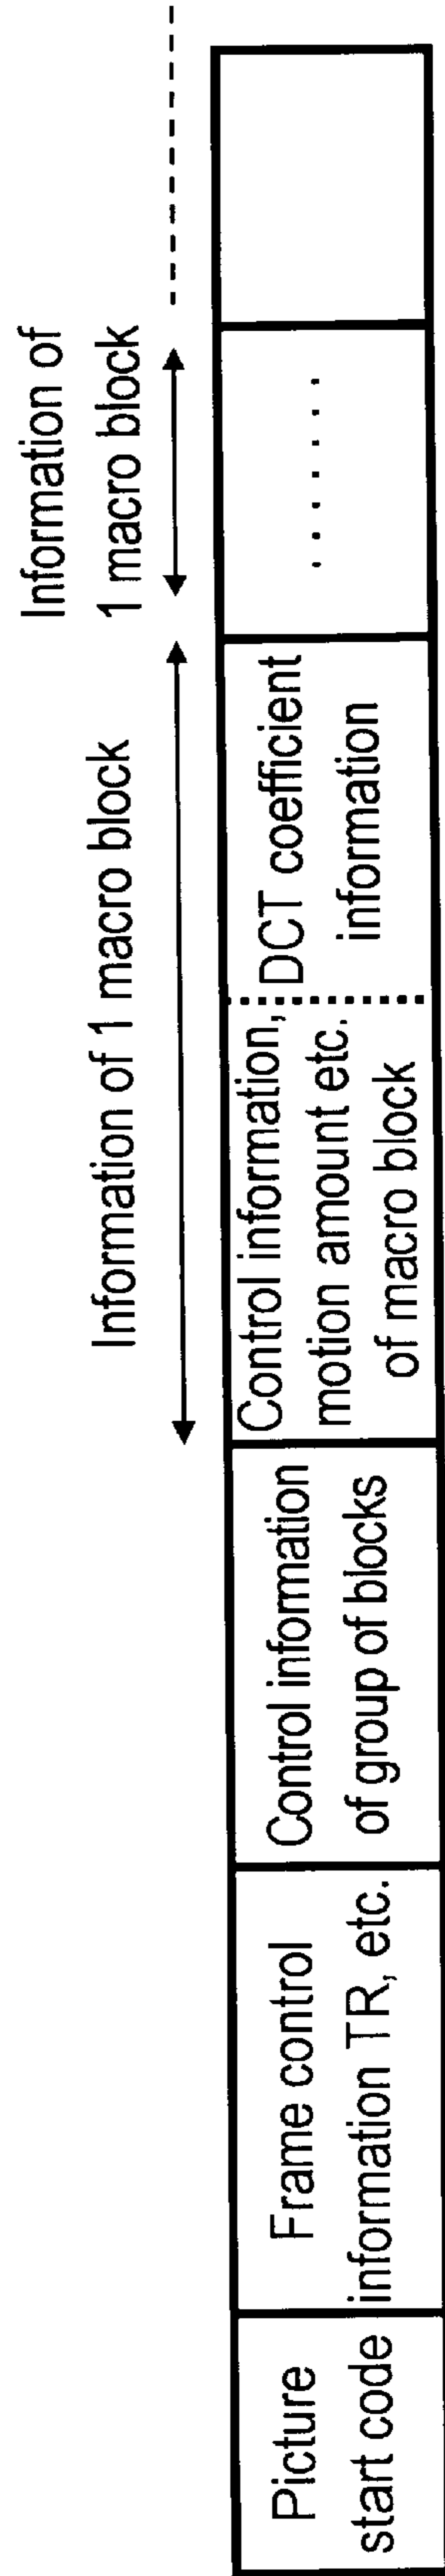 Information of 1 macro block
Information of
1 macro block
Picture
start code
Frame control
information TR, etc.
Control information
of group of blocks
Control information,
motion amount etc.
of macro block
DCT coefficient
information
. . . . . . .